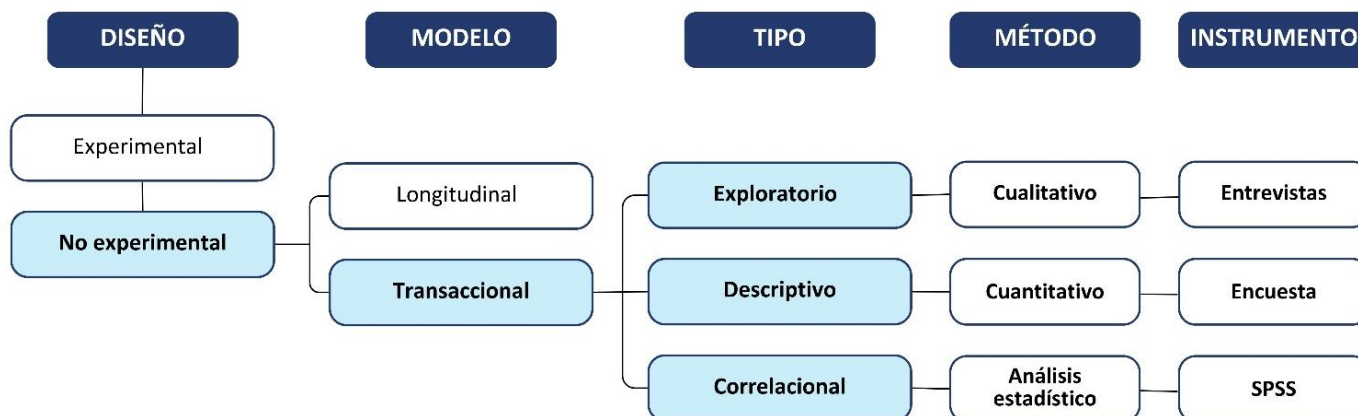 DISEÑO
MODELO
TIPO
MÉTODO
INSTRUMENTO
Experimental
No experimental
Longitudinal
Transaccional
Exploratorio
Cualitativo
Entrevistas
Descriptivo
Cuantitativo
Encuesta
Correlacional
Análisis
estadístico
SPSS